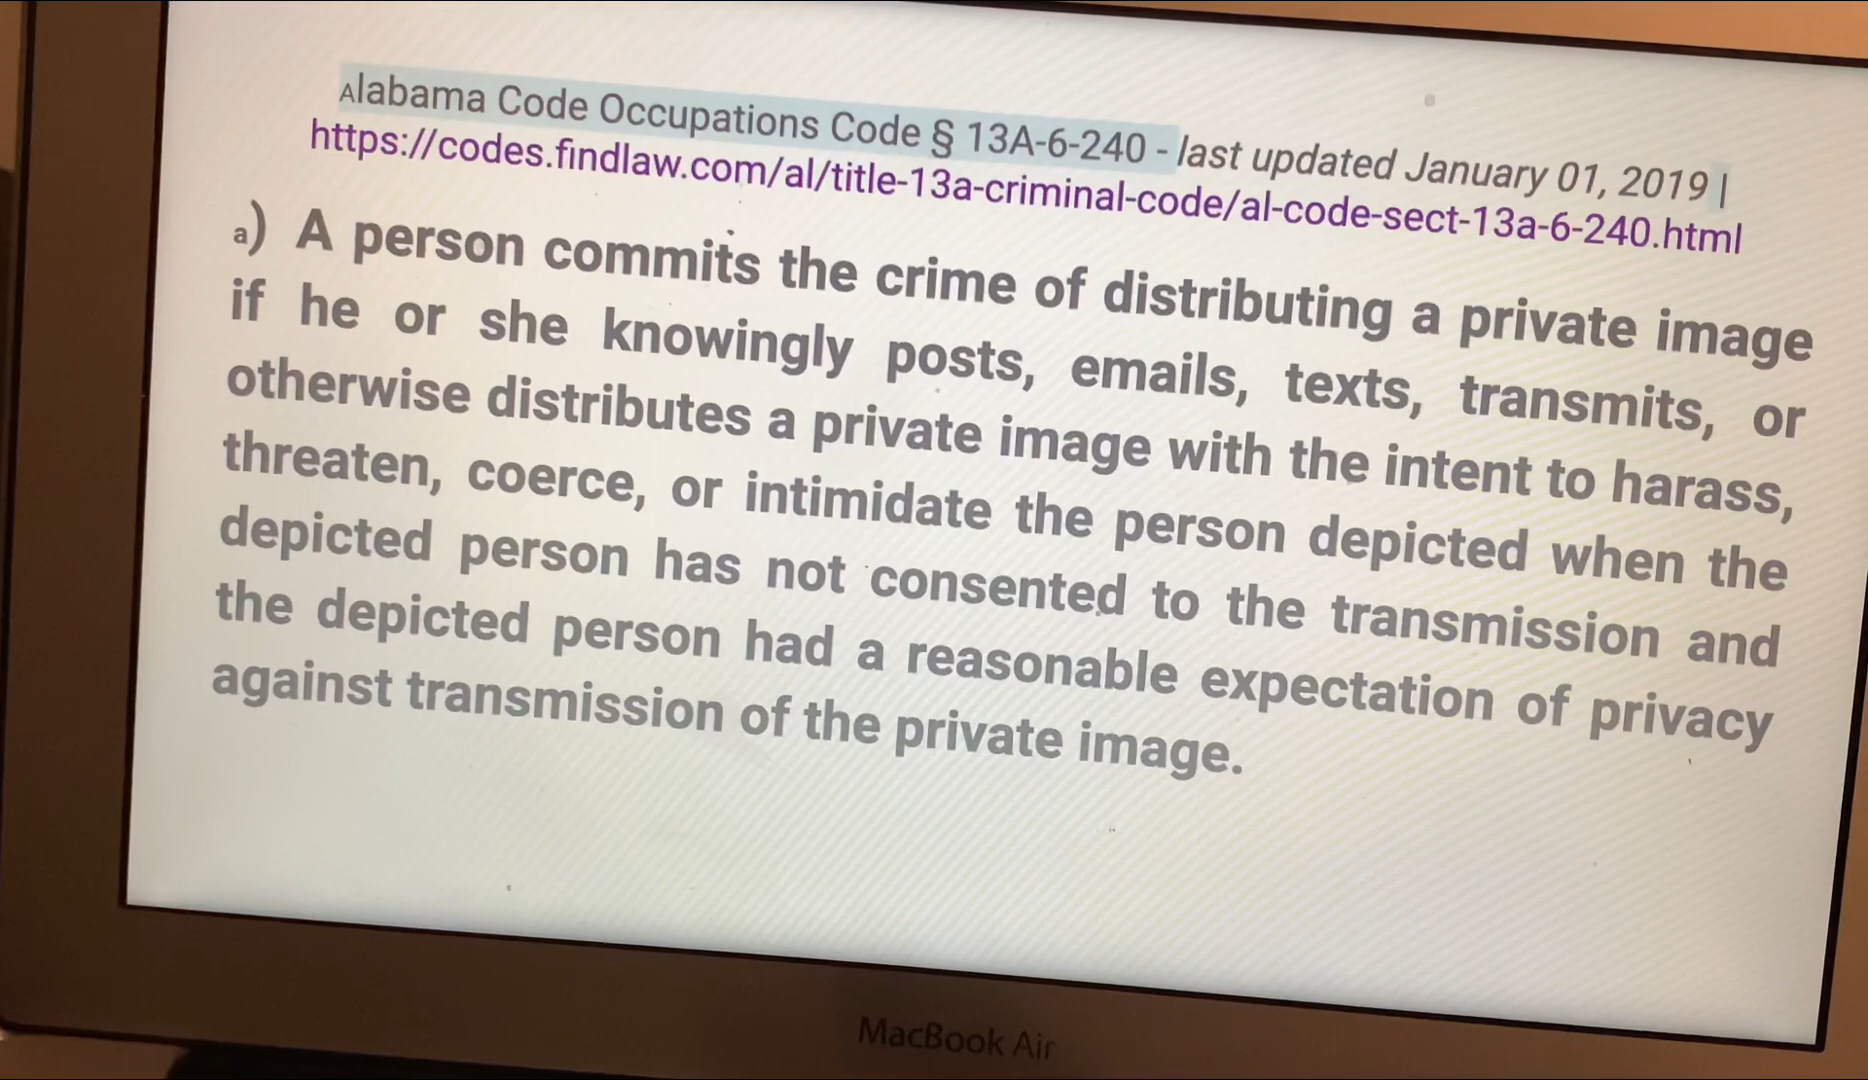 Alabama Code Occupations Code § 13A-6-240 - last updated January 01, 2019 |
https://codes.findlaw.com/al/title-13a-criminal-code/al-code-sect-13a-6-240.html
a) A person commits the crime of distributing a private image
if he or she knowingly posts, emails, texts, transmits, or
otherwise distributes a private image with the intent to harass,
threaten, coerce, or intimidate the person depicted when the
depicted person has not consented to the transmission and
the depicted person had a reasonable expectation of privacy
against transmission of the private image.
MacBook Air